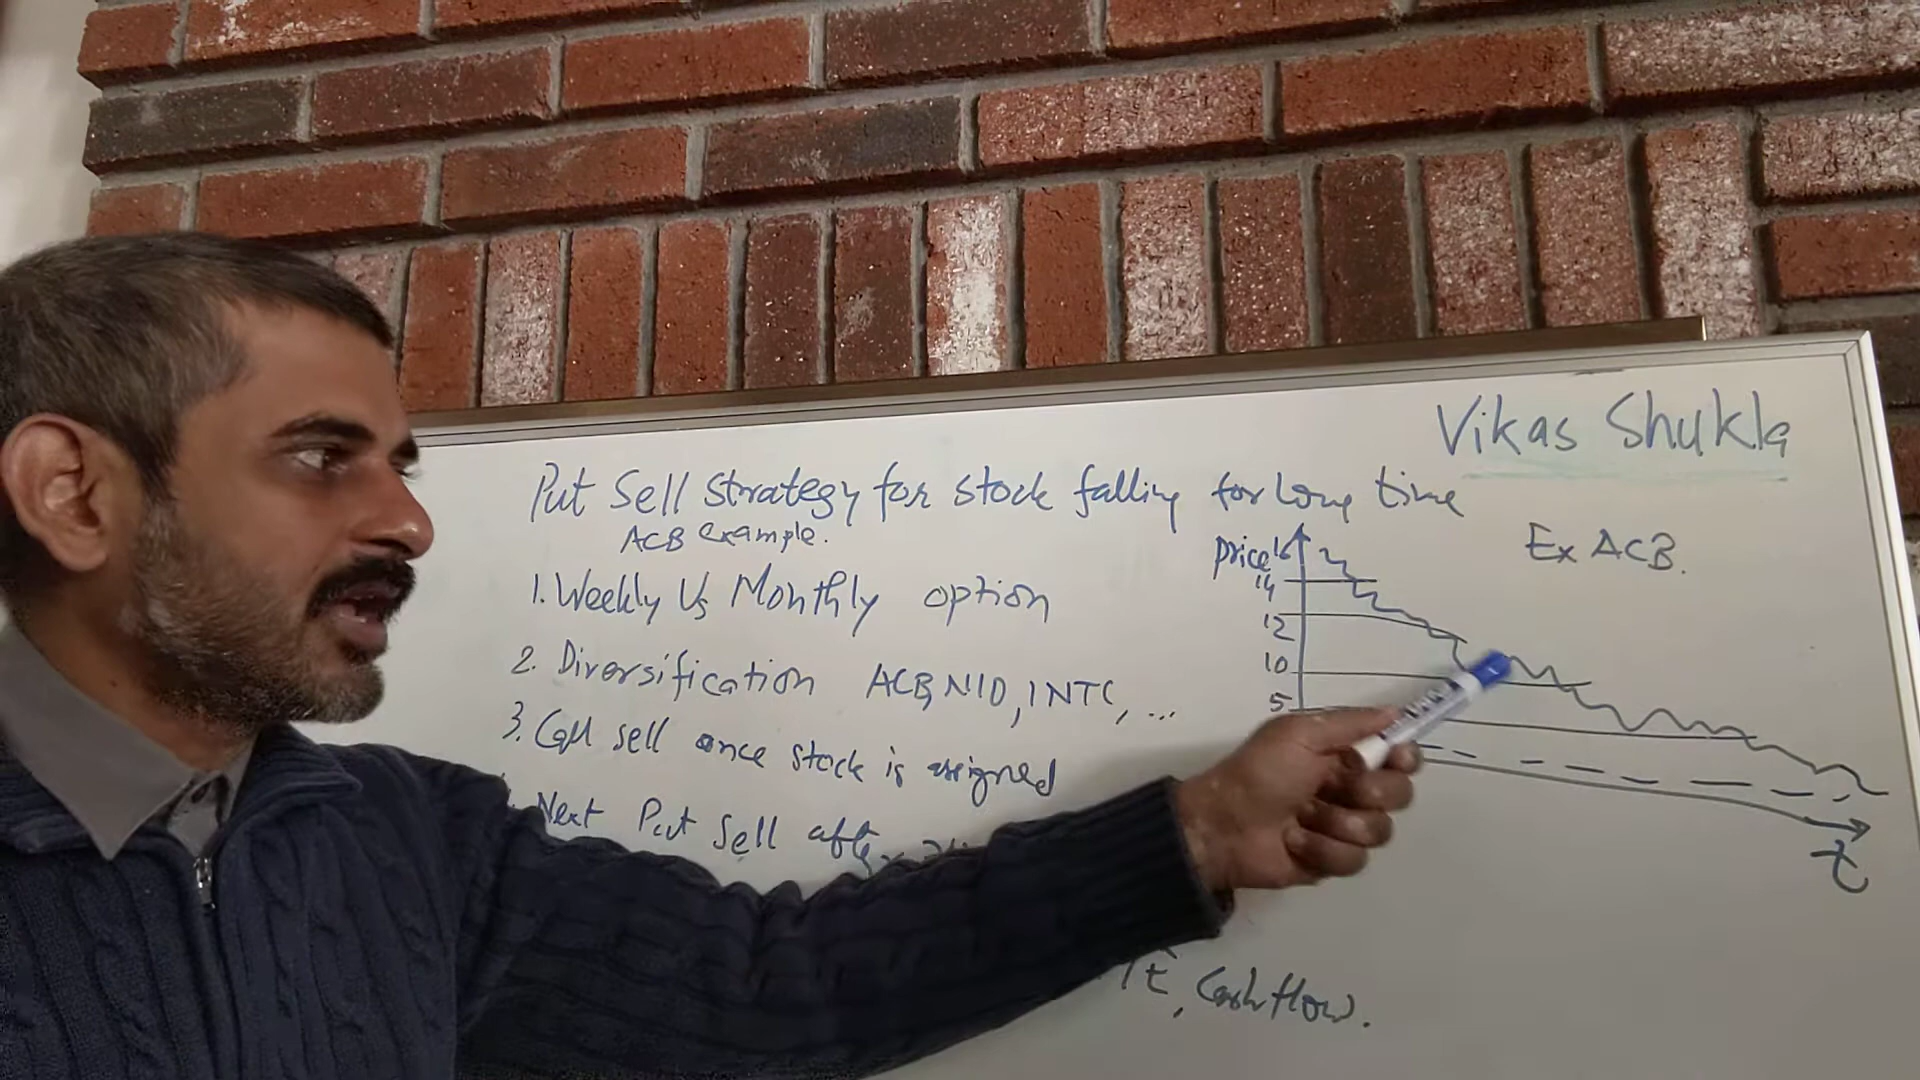 Vikas Shukla
Put Sell Strategy for stock falling for long time
ACB example.
1. Weekly Vs Monthly option
2. Diversification ACB, NIO, INTC, ...
3. Call sell once stock is assigned
Next Put Sell after
Cashflow.
Ex ACB.
price
14
12
10
5
t